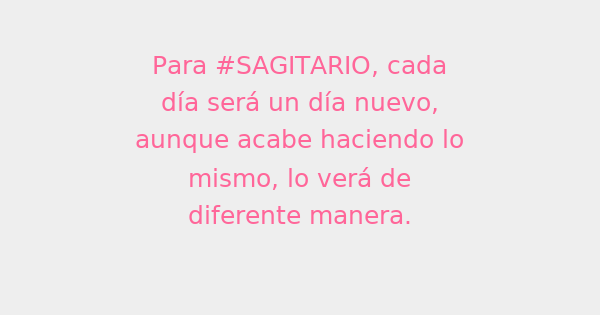 Para #SAGITARIO, cada
día será un día nuevo,
aunque acabe haciendo lo
mismo, lo verá de
diferente manera.